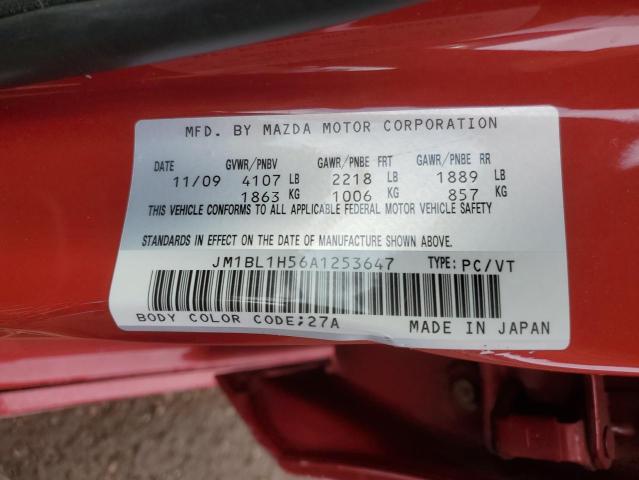 MFD. BY MAZDA MOTOR CORPORATION
DATE GVWR/PNBV GAWR/PNBE FRT GAWR/PNBE RR
11/09 4107 LB 2218 LB 1889 LB
1863 KG 1006 KG 857 KG
THIS VEHICLE CONFORMS TO ALL APPLICABLE FEDERAL MOTOR VEHICLE SAFETY
STANDARDS IN EFFECT ON THE DATE OF MANUFACTURE SHOWN ABOVE.
JM1BL1H56A1253647 TYPE: PC/VT
BODY COLOR CODE;27A MADE IN JAPAN